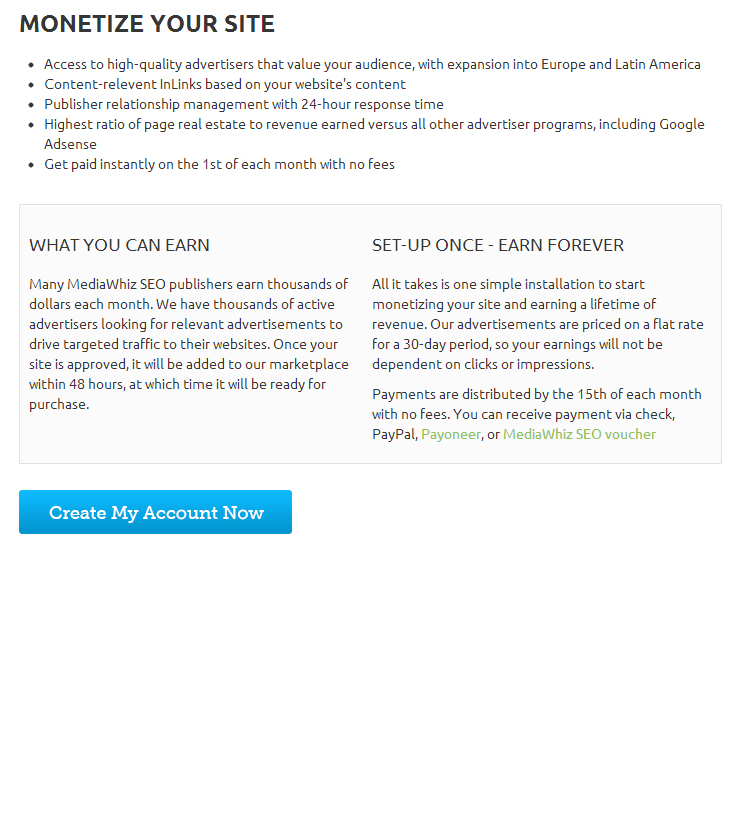 MONETIZE YOUR SITE
Access to high-quality advertisers that value your audience, with expansion into Europe and Latin America
Content-relevent InLinks based on your website's content
Publisher relationship management with 24-hour response time
Highest ratio of page real estate to revenue earned versus all other advertiser programs, including Google
Adsense
Get paid instantly on the 1st of each month with no fees
WHAT YOU CAN EARN
Many MediaWhiz SEO publishers earn thousands of
dollars each month. We have thousands of active
advertisers looking for relevant advertisements to
drive targeted traffic to their websites. Once your
site is approved, it will be added to our marketplace
within 48 hours, at which time it will be ready for
purchase.
SET-UP ONCE - EARN FOREVER
All it takes is one simple installation to start
monetizing your site and earning a lifetime of
revenue. Our advertisements are priced on a flat rate
for a 30-day period, so your earnings will not be
dependent on clicks or impressions.
Payments are distributed by the 15th of each month
with no fees. You can receive payment via check,
PayPal, Payoneer, or MediaWhiz SEO voucher
Create My Account Now